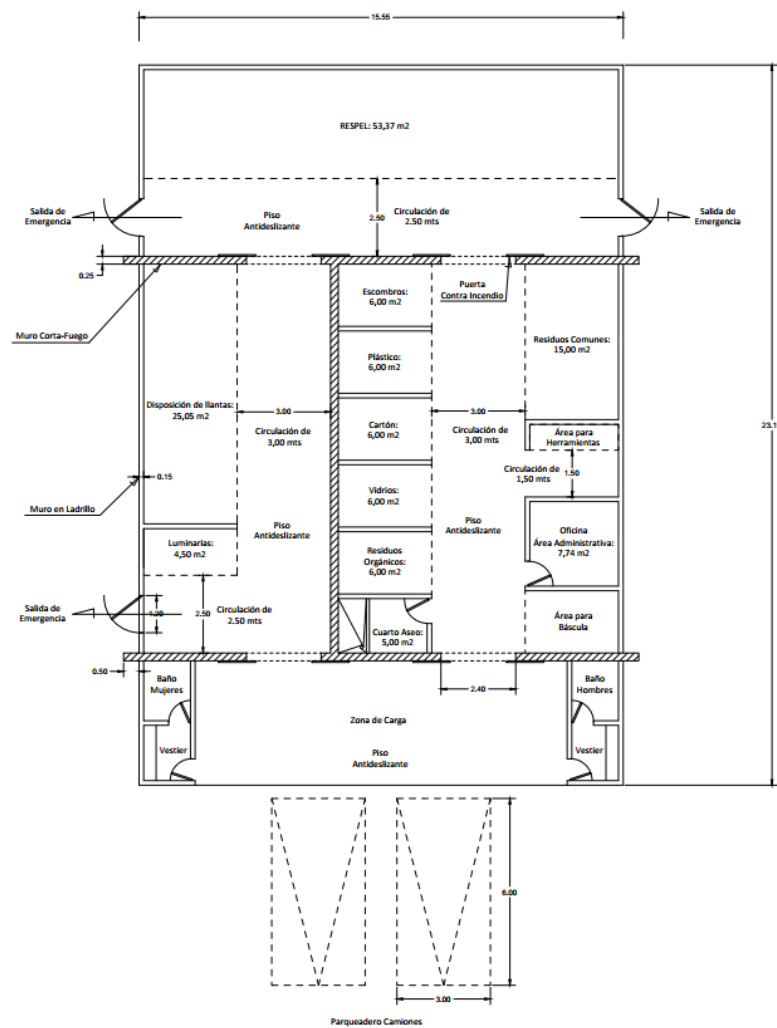 15.55
RESPEL: 53,37 m2
Salida de
Emergencia
Piso
Antideslizante
2.50
Circulación de
2.50 mts
Salida de
Emergencia
0.25
Muro Corta-Fuego
Escombros:
6,00 m2
Puerta
Contra Incendio
Residuos Comunes:
15,00 m2
Plástico:
6,00 m2
Disposición de llantas:
25,05 m2
3.00
Circulación de
3,00 mts
Cartón:
6,00 m2
3.00
Circulación de
3,00 mts
Área para
Herramientas
Circulación de
1,50 mts
1.50
23.1
0.15
Muro en Ladrillo
Vidrios:
6,00 m2
Piso
Antideslizante
Piso
Antideslizante
Luminarias:
4,50 m2
Residuos
Orgánicos:
6,00 m2
Oficina
Área Administrativa:
7,74 m2
Salida de
Emergencia
1.20
2.50
Circulación de
2.50 mts
Cuarto Aseo:
5,00 m2
Área para
Báscula
0.50
Baño
Mujeres
2.40
Baño
Hombres
Zona de Carga
Vestier
Piso
Antideslizante
Vestier
6.00
3.00
Parqueadero Camiones